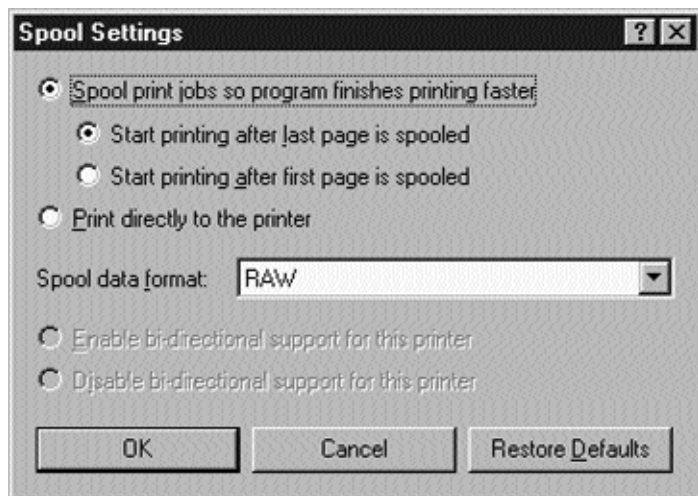 Spool Settings
Spool print jobs so program finishes printing faster
Start printing after last page is spooled
Start printing after first page is spooled
Print directly to the printer
Spool data format: RAW
Enable bi-directional support for this printer
Disable bi-directional support for this printer
OK Cancel Restore Defaults